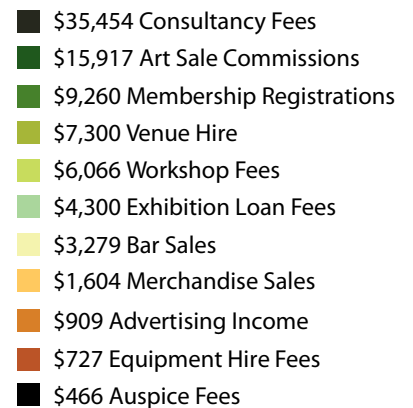 $35,454 Consultancy Fees
$15,917 Art Sale Commissions
$9,260 Membership Registrations
$7,300 Venue Hire
$6,066 Workshop Fees
$4,300 Exhibition Loan Fees
$3,279 Bar Sales
$1,604 Merchandise Sales
$909 Advertising Income
$727 Equipment Hire Fees
$466 Auspice Fees